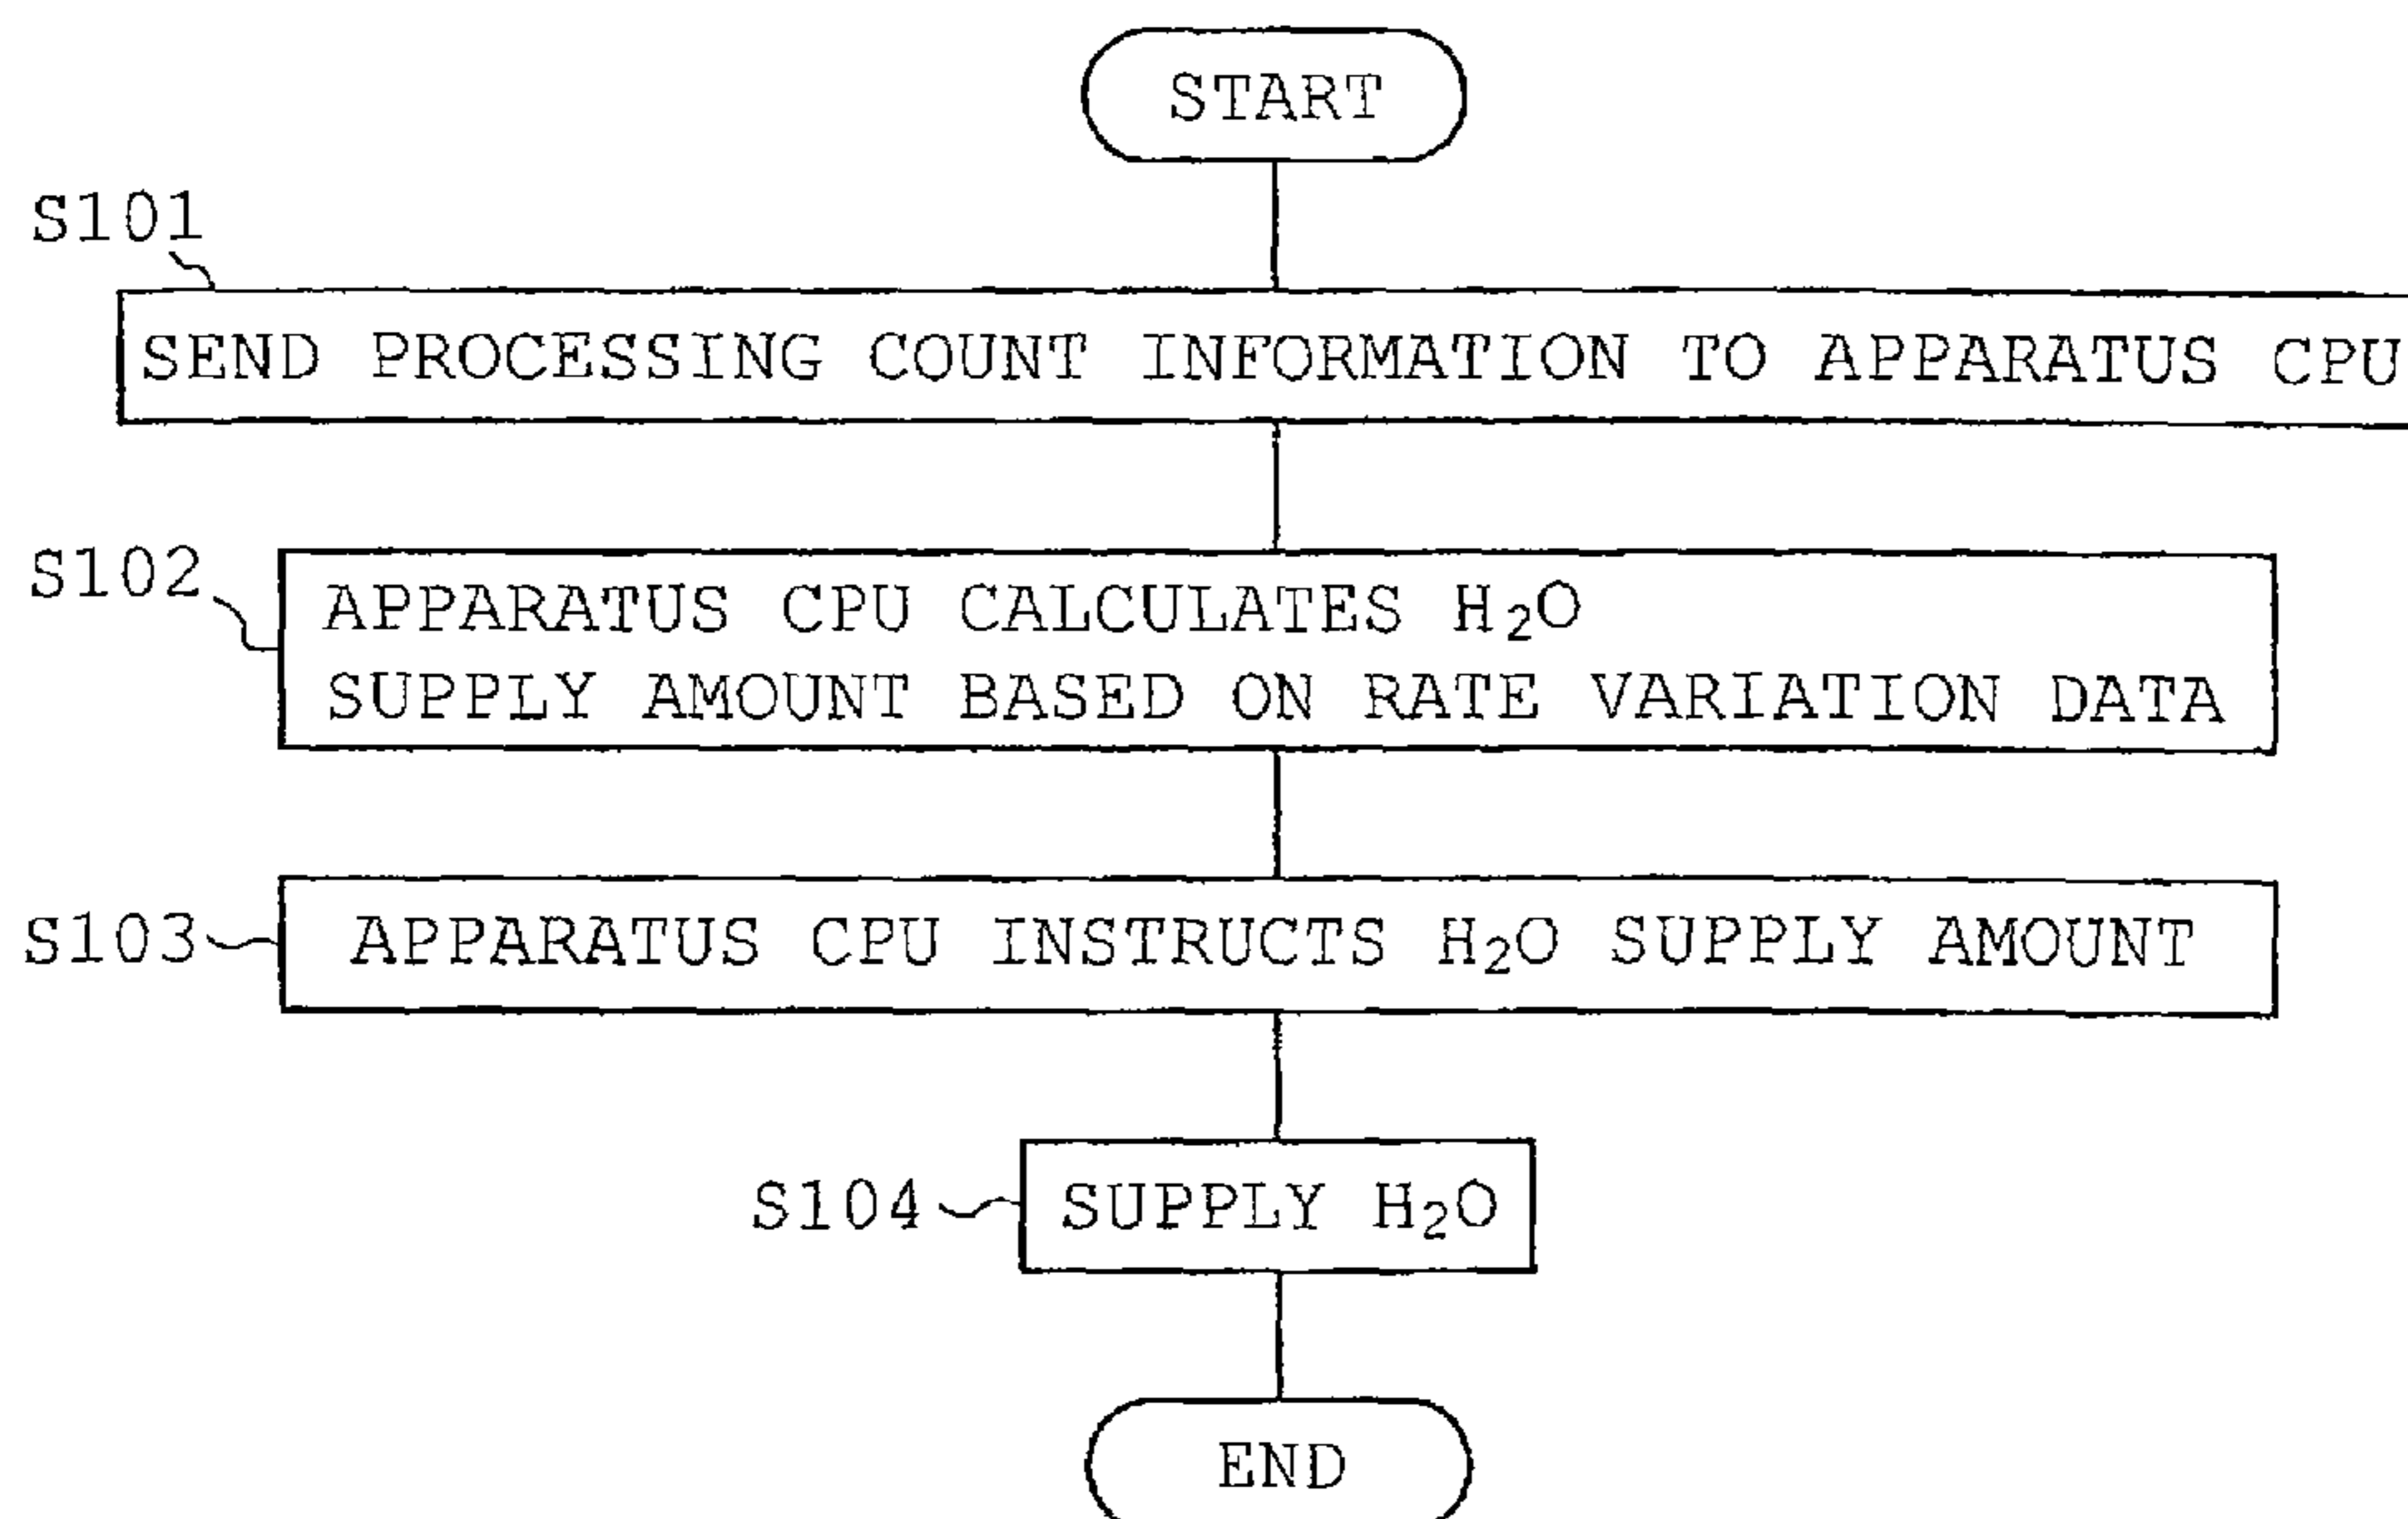 START
S101
SEND PROCESSING COUNT INFORMATION TO APPARATUS CPU
S102
APPARATUS CPU CALCULATES H₂O
SUPPLY AMOUNT BASED ON RATE VARIATION DATA
S103
APPARATUS CPU INSTRUCTS H₂O SUPPLY AMOUNT
S104
SUPPLY H₂O
END